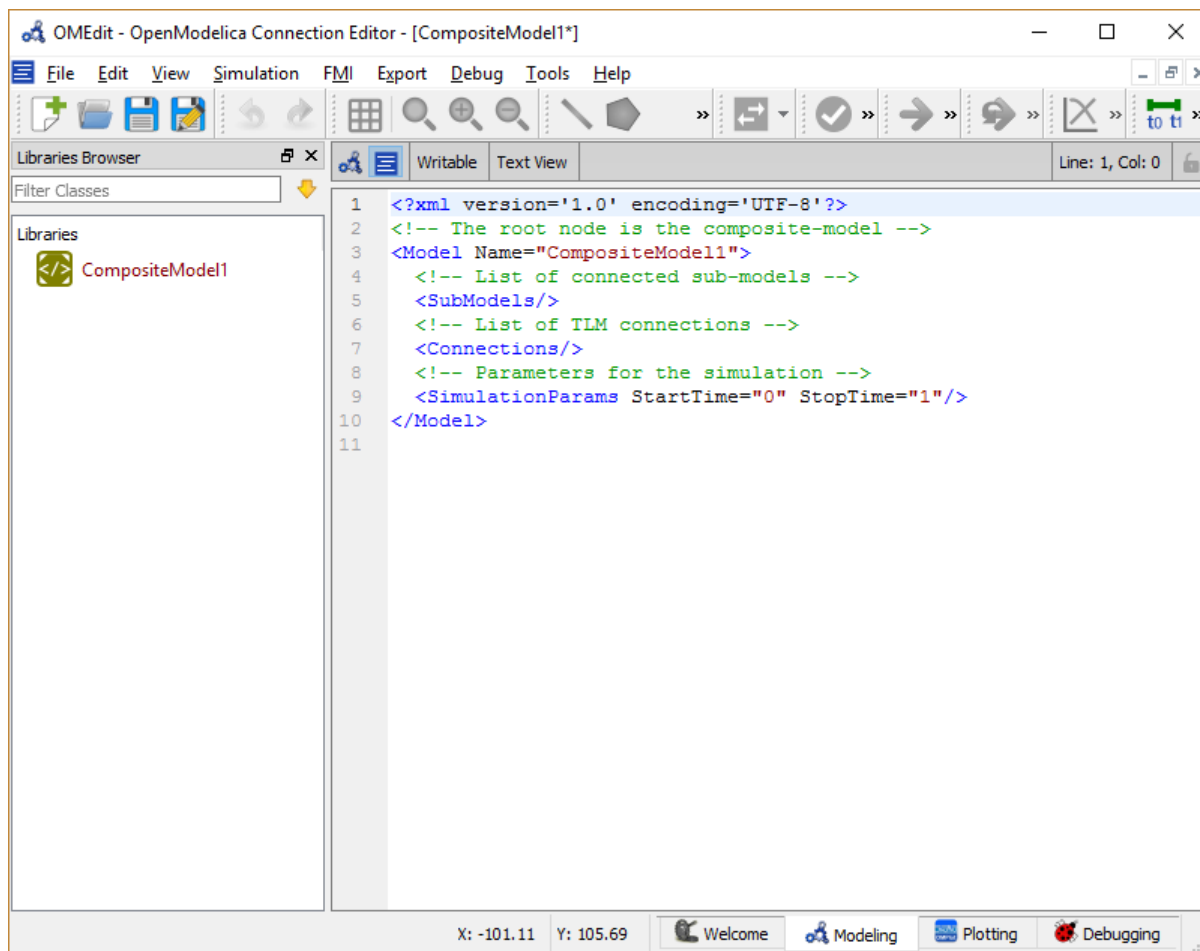 OMEdit - OpenModelica Connection Editor - [CompositeModel1*]
File Edit View Simulation FMI Export Debug Tools Help
t0 t1
Libraries Browser
Writable Text View Line: 1, Col: 0
Filter Classes
Libraries
CompositeModel1
1 <?xml version='1.0' encoding='UTF-8'?>
2 <!-- The root node is the composite-model -->
3 <Model Name="CompositeModel1">
4 <!-- List of connected sub-models -->
5 <SubModels/>
6 <!-- List of TLM connections -->
7 <Connections/>
8 <!-- Parameters for the simulation -->
9 <SimulationParams StartTime="0" StopTime="1"/>
10 </Model>
11
X: -101.11 Y: 105.69 Welcome Modeling Plotting Debugging